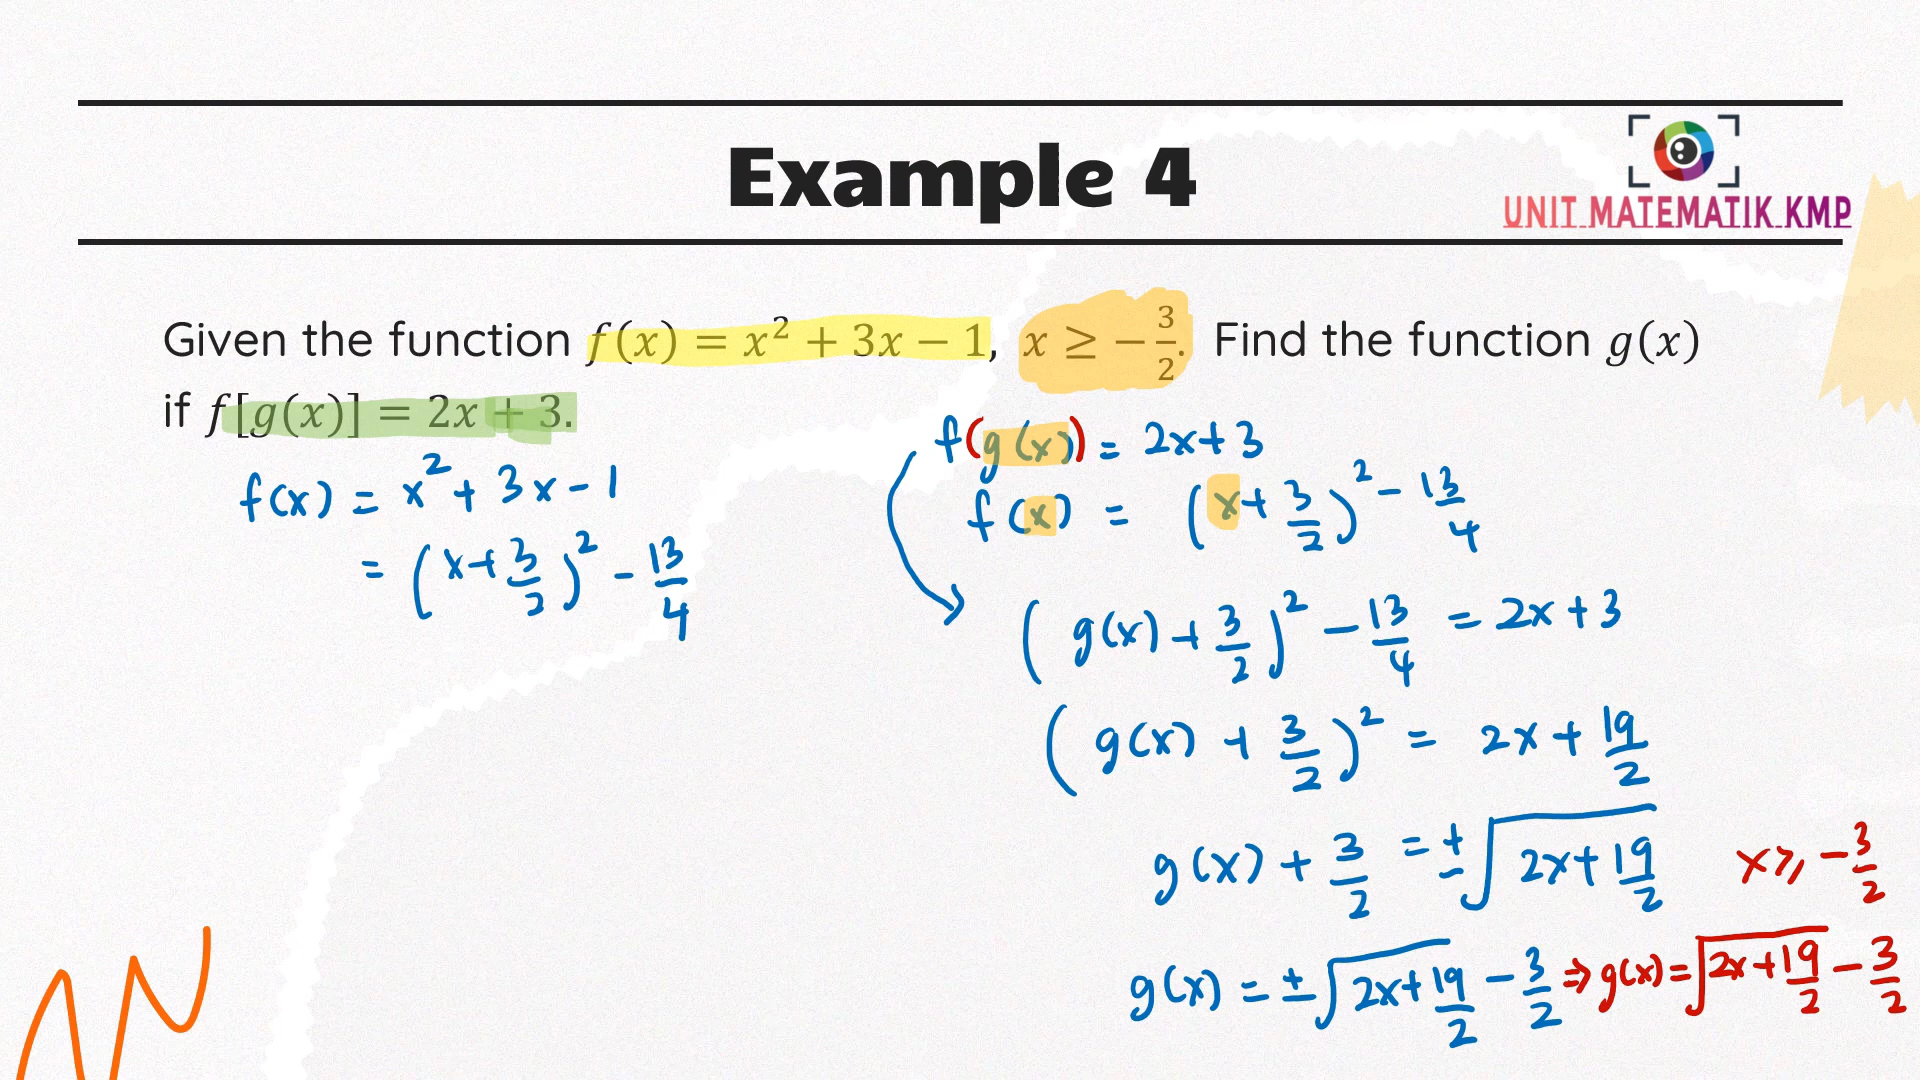 Example 4
UNIT MATEMATIK KMP
Given the function f(x) = x² + 3x − 1, x ≥ −3/2. Find the function g(x)
if f[g(x)] = 2x + 3.
f(x) = x² + 3x − 1
= (x + 3/2)² − 13/4
f(g(x)) = 2x + 3
f(x) = (x + 3/2)² − 13/4
(g(x) + 3/2)² − 13/4 = 2x + 3
(g(x) + 3/2)² = 2x + 19/2
g(x) + 3/2 = ±√(2x + 19/2) x ≥ −3/2
g(x) = ±√(2x + 19/2) − 3/2 ⇒ g(x) = √(2x + 19/2) − 3/2